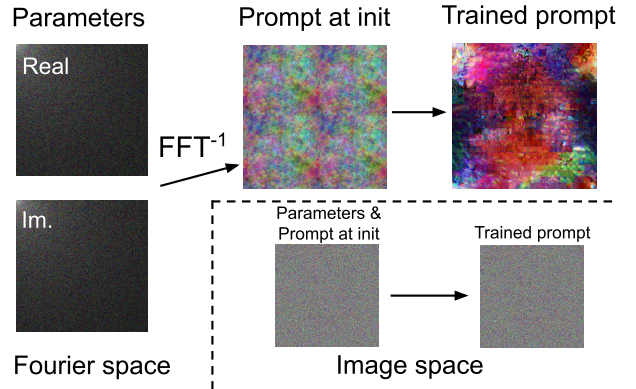 Parameters
Prompt at init
Trained prompt
Real
FFT⁻¹
Im.
Parameters &
Prompt at init
Trained prompt
Fourier space
Image space